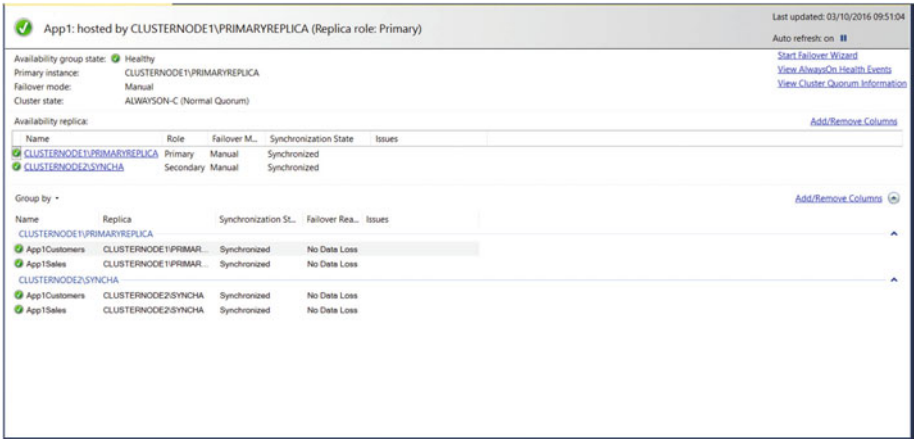 App1: hosted by CLUSTERNODE1\PRIMARYREPLICA (Replica role: Primary)
Last updated: 03/10/2016 09:51:04
Auto refresh: on
Availability group state: Healthy
Primary instance: CLUSTERNODE1\PRIMARYREPLICA
Failover mode: Manual
Cluster state: ALWAYSON-C (Normal Quorum)
Start Failover Wizard
View AlwaysOn Health Events
View Cluster Quorum Information
Availability replica: Add/Remove Columns
Name Role Failover M... Synchronization State Issues
CLUSTERNODE1\PRIMARYREPLICA Primary Manual Synchronized
CLUSTERNODE2\SYNCHA Secondary Manual Synchronized
Group by Add/Remove Columns
Name Replica Synchronization St... Failover Rea... Issues
CLUSTERNODE1\PRIMARYREPLICA
App1Customers CLUSTERNODE1\PRIMAR... Synchronized No Data Loss
App1Sales CLUSTERNODE1\PRIMAR... Synchronized No Data Loss
CLUSTERNODE2\SYNCHA
App1Customers CLUSTERNODE2\SYNCHA Synchronized No Data Loss
App1Sales CLUSTERNODE2\SYNCHA Synchronized No Data Loss